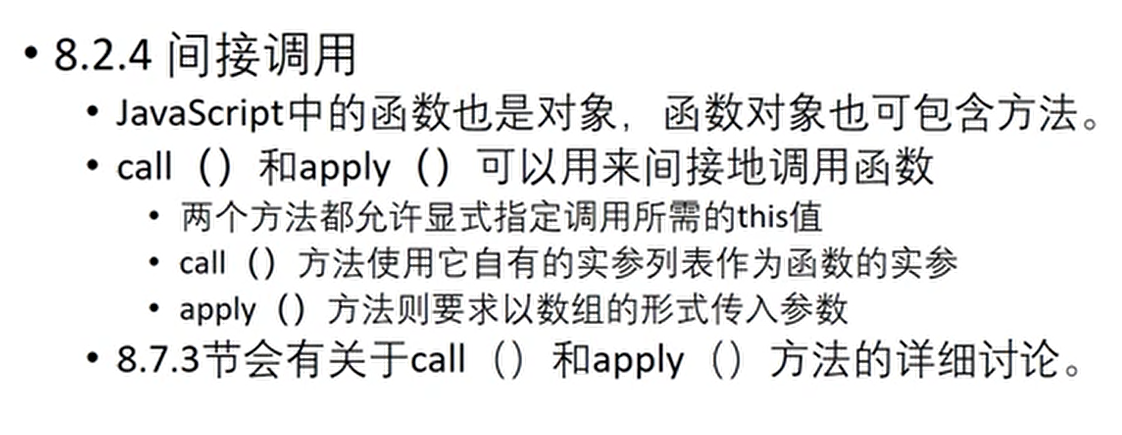 • 8.2.4 间接调用
• JavaScript中的函数也是对象，函数对象也可包含方法。
• call（）和apply（）可以用来间接地调用函数
• 两个方法都允许显式指定调用所需的this值
• call（）方法使用它自有的实参列表作为函数的实参
• apply（）方法则要求以数组的形式传入参数
• 8.7.3节会有关于call（）和apply（）方法的详细讨论。